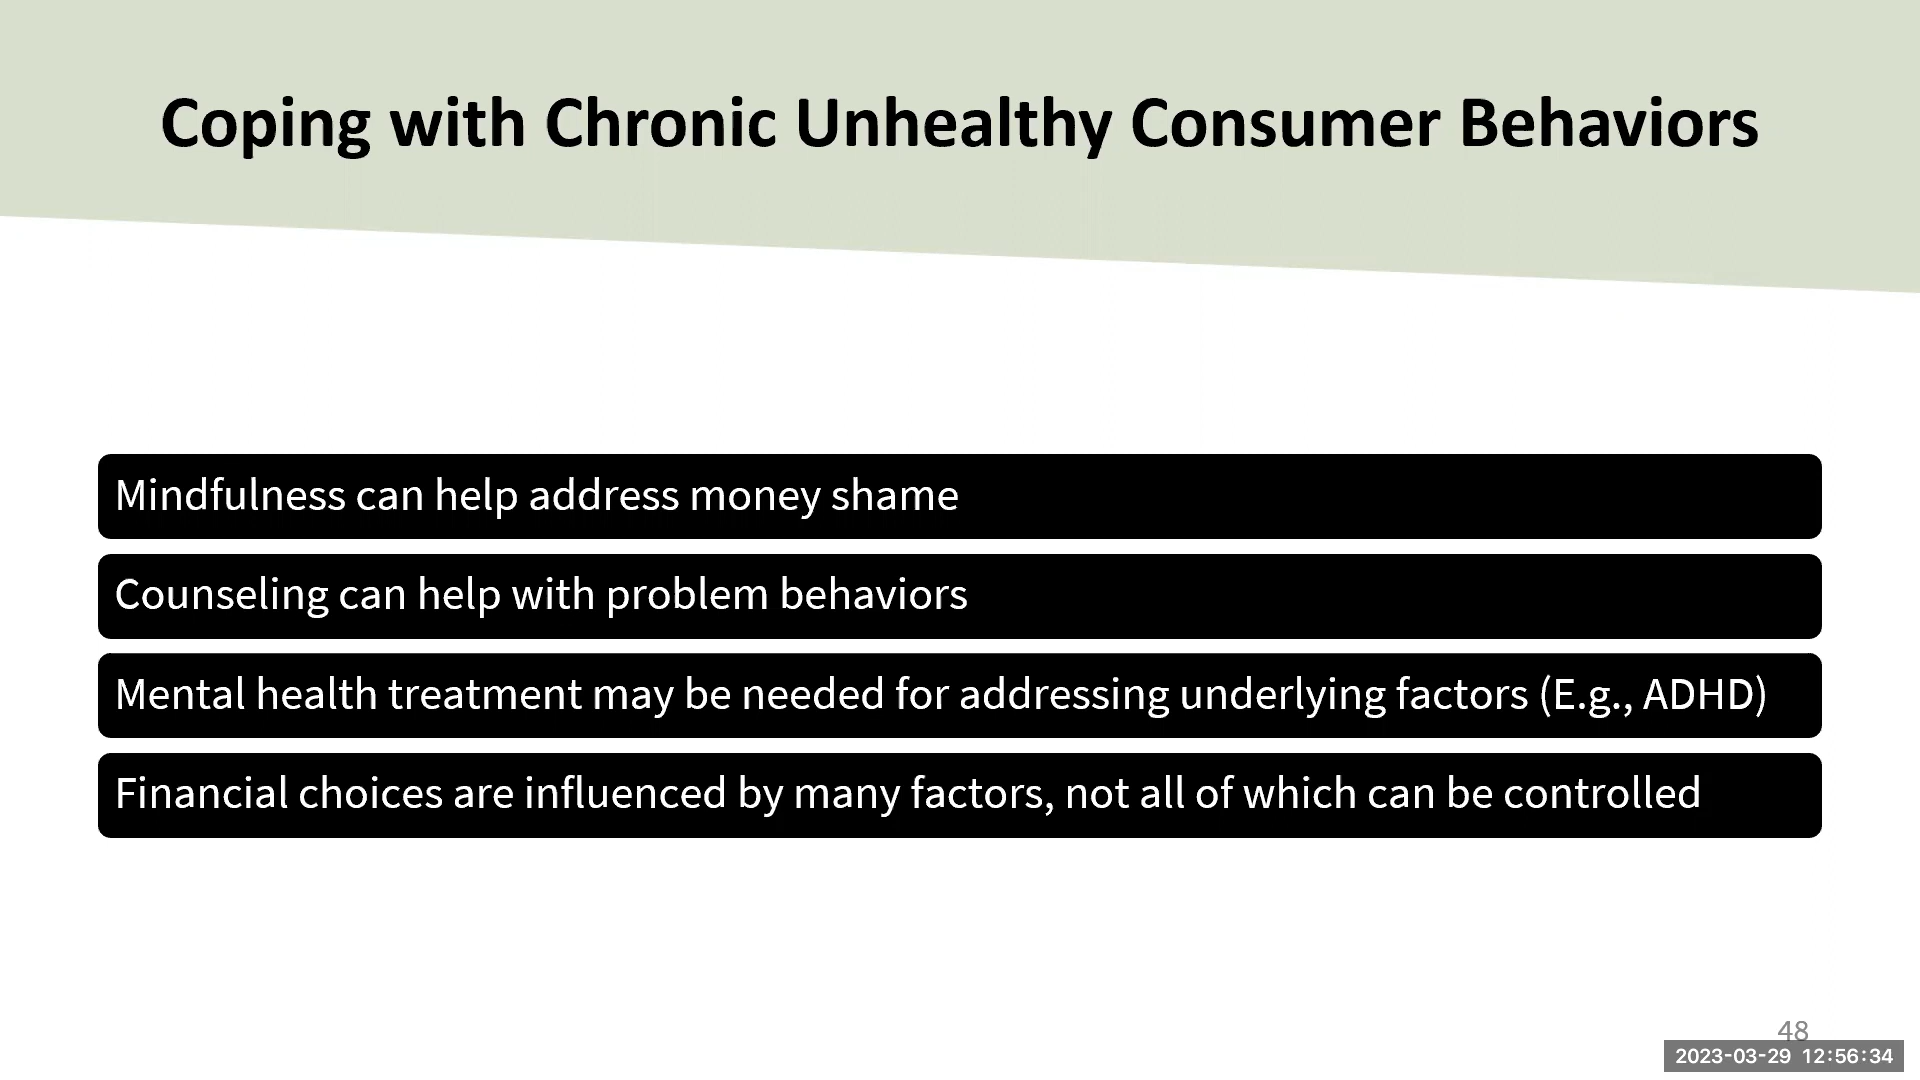 Coping with Chronic Unhealthy Consumer Behaviors
Mindfulness can help address money shame
Counseling can help with problem behaviors
Mental health treatment may be needed for addressing underlying factors (E.g., ADHD)
Financial choices are influenced by many factors, not all of which can be controlled
48
2023-03-29 12:56:34